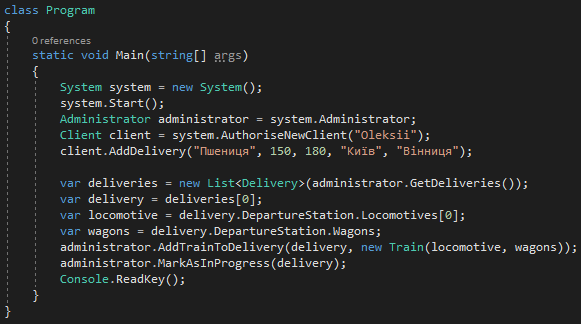 class Program
{
0 references
static void Main(string[] args)
{
System system = new System();
system.Start();
Administrator administrator = system.Administrator;
Client client = system.AuthoriseNewClient("Oleksii");
client.AddDelivery("Пшениця", 150, 180, "Київ", "Вінниця");
var deliveries = new List<Delivery>(administrator.GetDeliveries());
var delivery = deliveries[0];
var locomotive = delivery.DepartureStation.Locomotives[0];
var wagons = delivery.DepartureStation.Wagons;
administrator.AddTrainToDelivery(delivery, new Train(locomotive, wagons));
administrator.MarkAsInProgress(delivery);
Console.ReadKey();
}
}